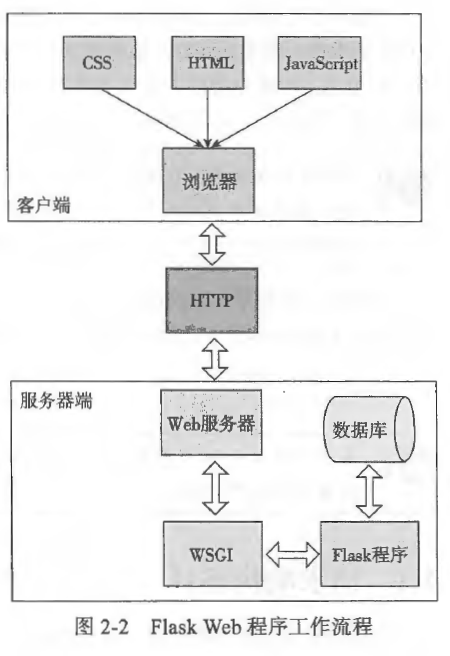 CSS
HTML
JavaScript
浏览器
客户端
HTTP
服务器端
Web服务器
数据库
WSGI
Flask程序
图 2-2 Flask Web 程序工作流程